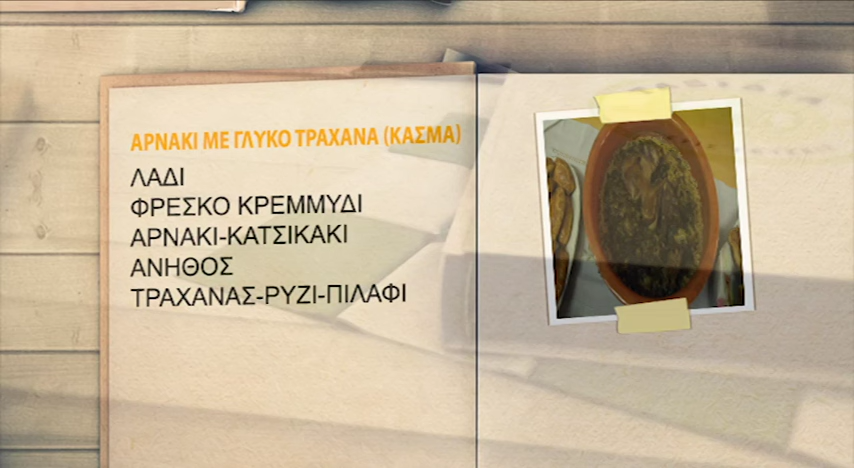 ΑΡΝΑΚΙ ΜΕ ΓΛΥΚΟ ΤΡΑΧΑΝΑ (ΚΑΣΜΑ)
ΛΑΔΙ
ΦΡΕΣΚΟ ΚΡΕΜΜΥΔΙ
ΑΡΝΑΚΙ-ΚΑΤΣΙΚΑΚΙ
ΑΝΗΘΟΣ
ΤΡΑΧΑΝΑΣ-ΡΥΖΙ-ΠΙΛΑΦΙ